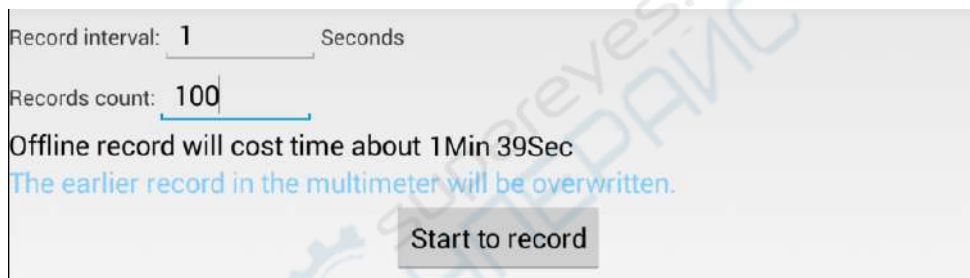 Record interval: 1 Seconds
Records count: 100
Offline record will cost time about 1Min 39Sec
The earlier record in the multimeter will be overwritten.
Start to record
supereyes.